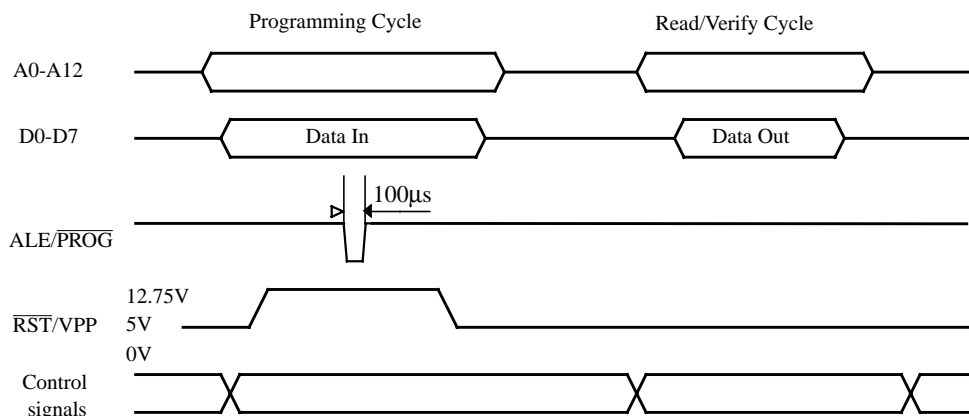 Programming Cycle
Read/Verify Cycle
A0-A12
D0-D7
Data In
Data Out
100μs
ALE/PROG
12.75V
RST/VPP
5V
0V
Control
signals